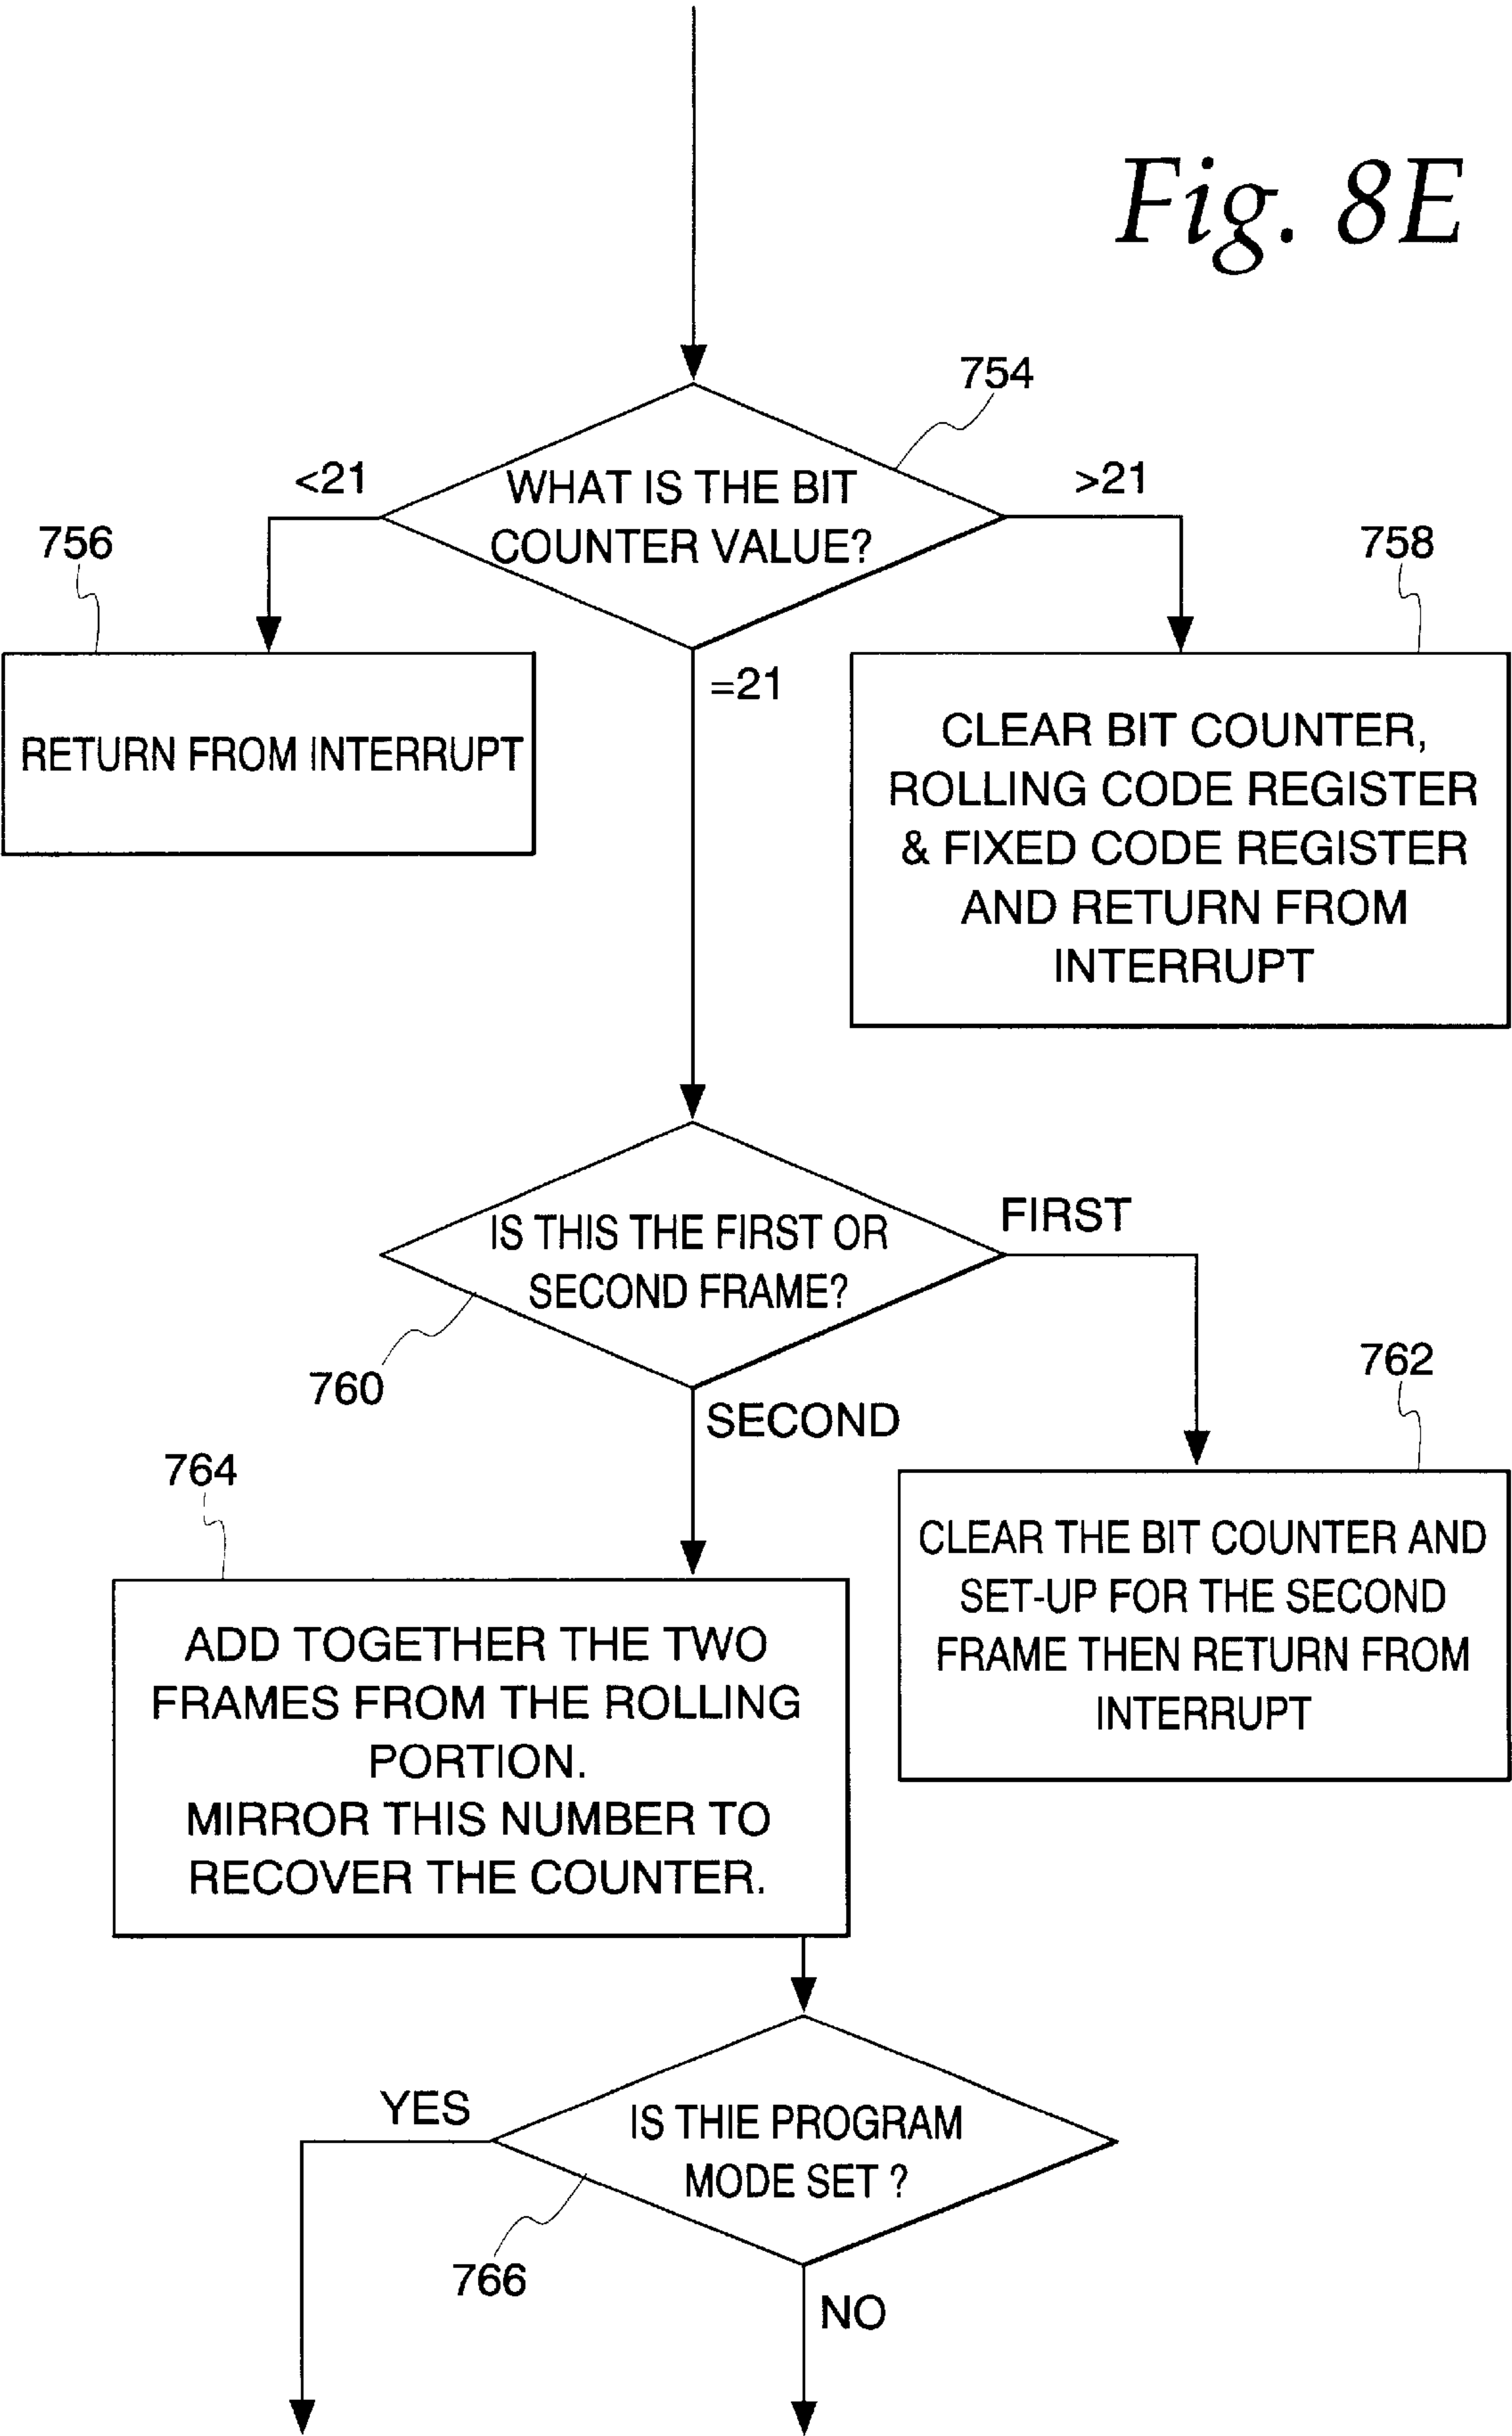 Fig. 8E
754
<21
WHAT IS THE BIT
COUNTER VALUE?
>21
756
758
RETURN FROM INTERRUPT
=21
CLEAR BIT COUNTER,
ROLLING CODE REGISTER
& FIXED CODE REGISTER
AND RETURN FROM
INTERRUPT
IS THIS THE FIRST OR
SECOND FRAME?
FIRST
760
762
SECOND
764
CLEAR THE BIT COUNTER AND
SET-UP FOR THE SECOND
FRAME THEN RETURN FROM
INTERRUPT
ADD TOGETHER THE TWO
FRAMES FROM THE ROLLING
PORTION.
MIRROR THIS NUMBER TO
RECOVER THE COUNTER.
YES
IS THIE PROGRAM
MODE SET ?
766
NO